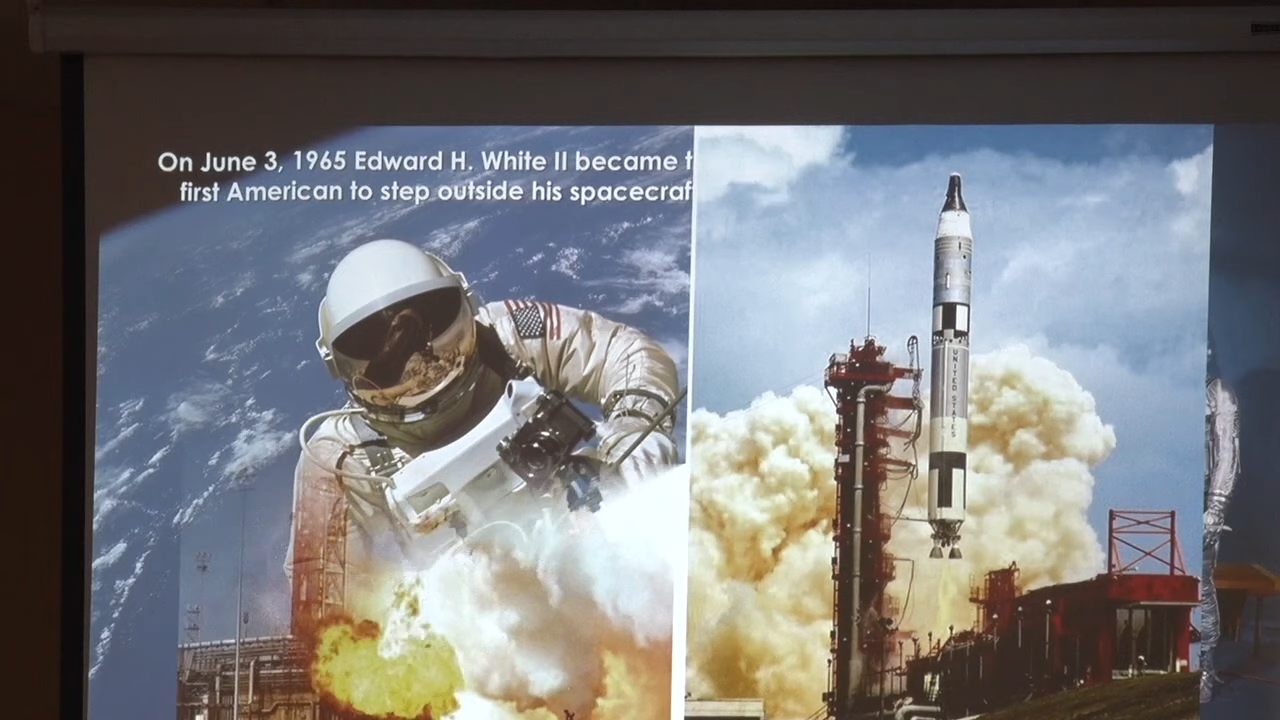 On June 3, 1965 Edward H. White II became t
first American to step outside his spacecraf
UNITED STATES